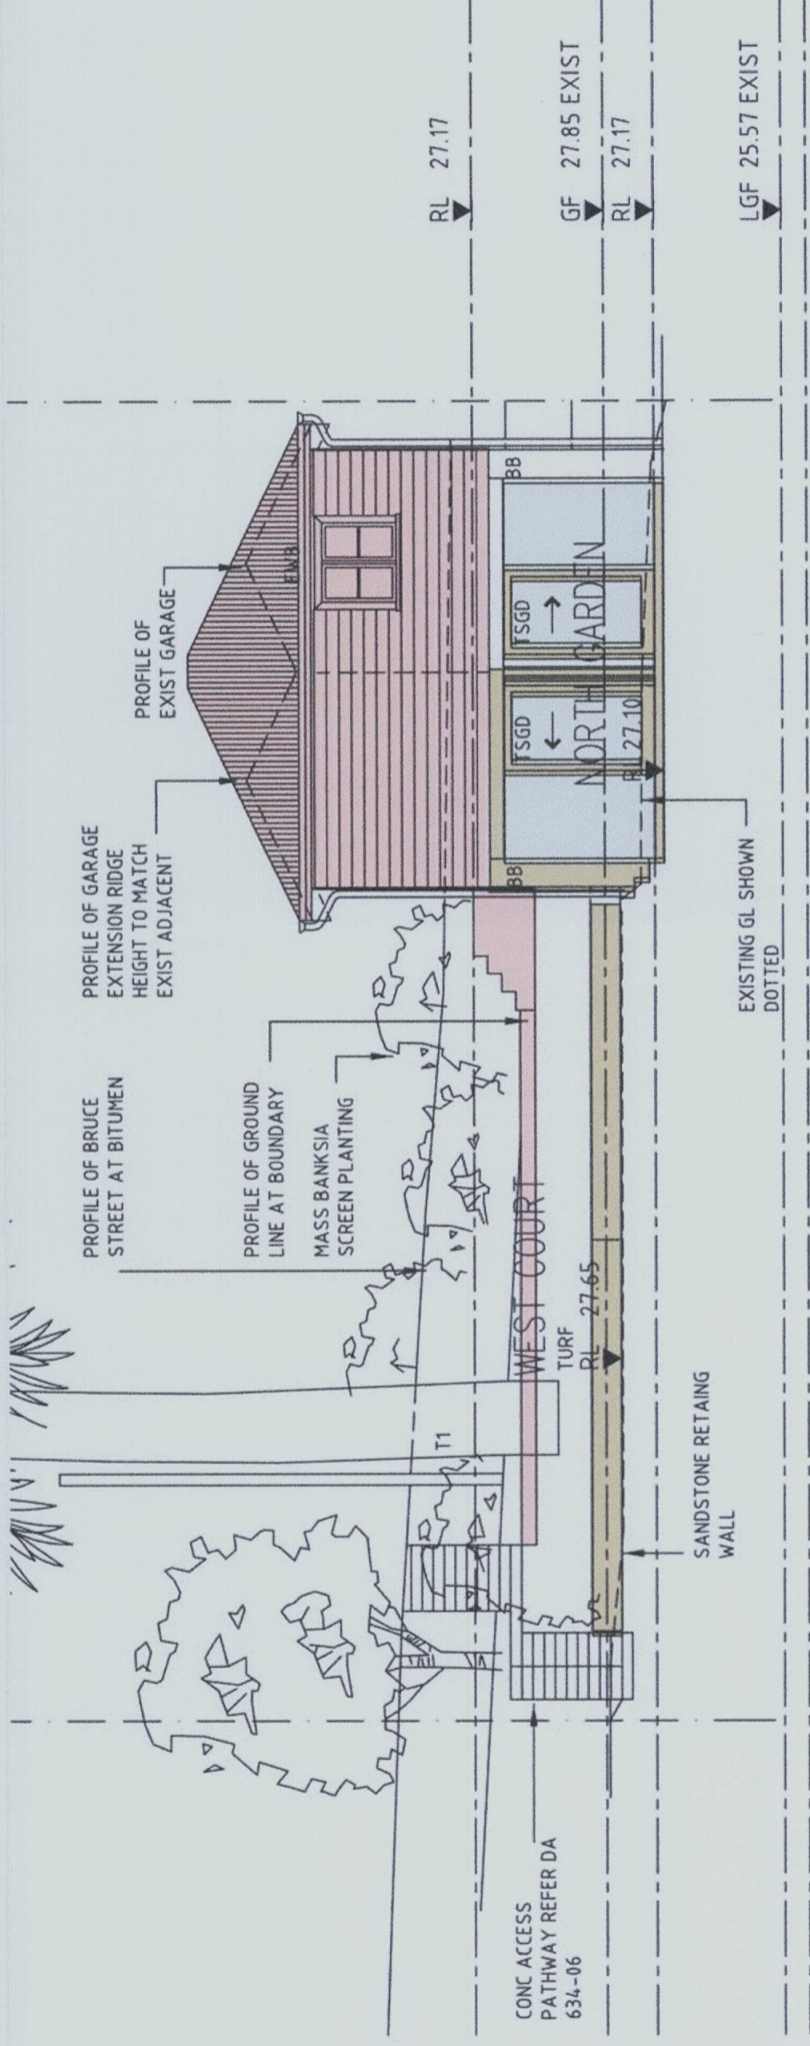 CONC ACCESS
PATHWAY REFER DA
634-06
PROFILE OF BRUCE
STREET AT BITUMEN
PROFILE OF GARAGE
EXTENSION RIDGE
HEIGHT TO MATCH
EXIST ADJACENT
PROFILE OF
EXIST GARAGE
PROFILE OF GROUND
LINE AT BOUNDARY
MASS BANKSIA
SCREEN PLANTING
T1
WEST COURT
TURF
RL 27.65
SANDSTONE RETAING
WALL
FWB
BB
BB
TSGD
TSGD
NORTH GARDEN
RL 27.10
EXISTING GL SHOWN
DOTTED
RL 27.17
GF 27.85 EXIST
RL 27.17
LGF 25.57 EXIST